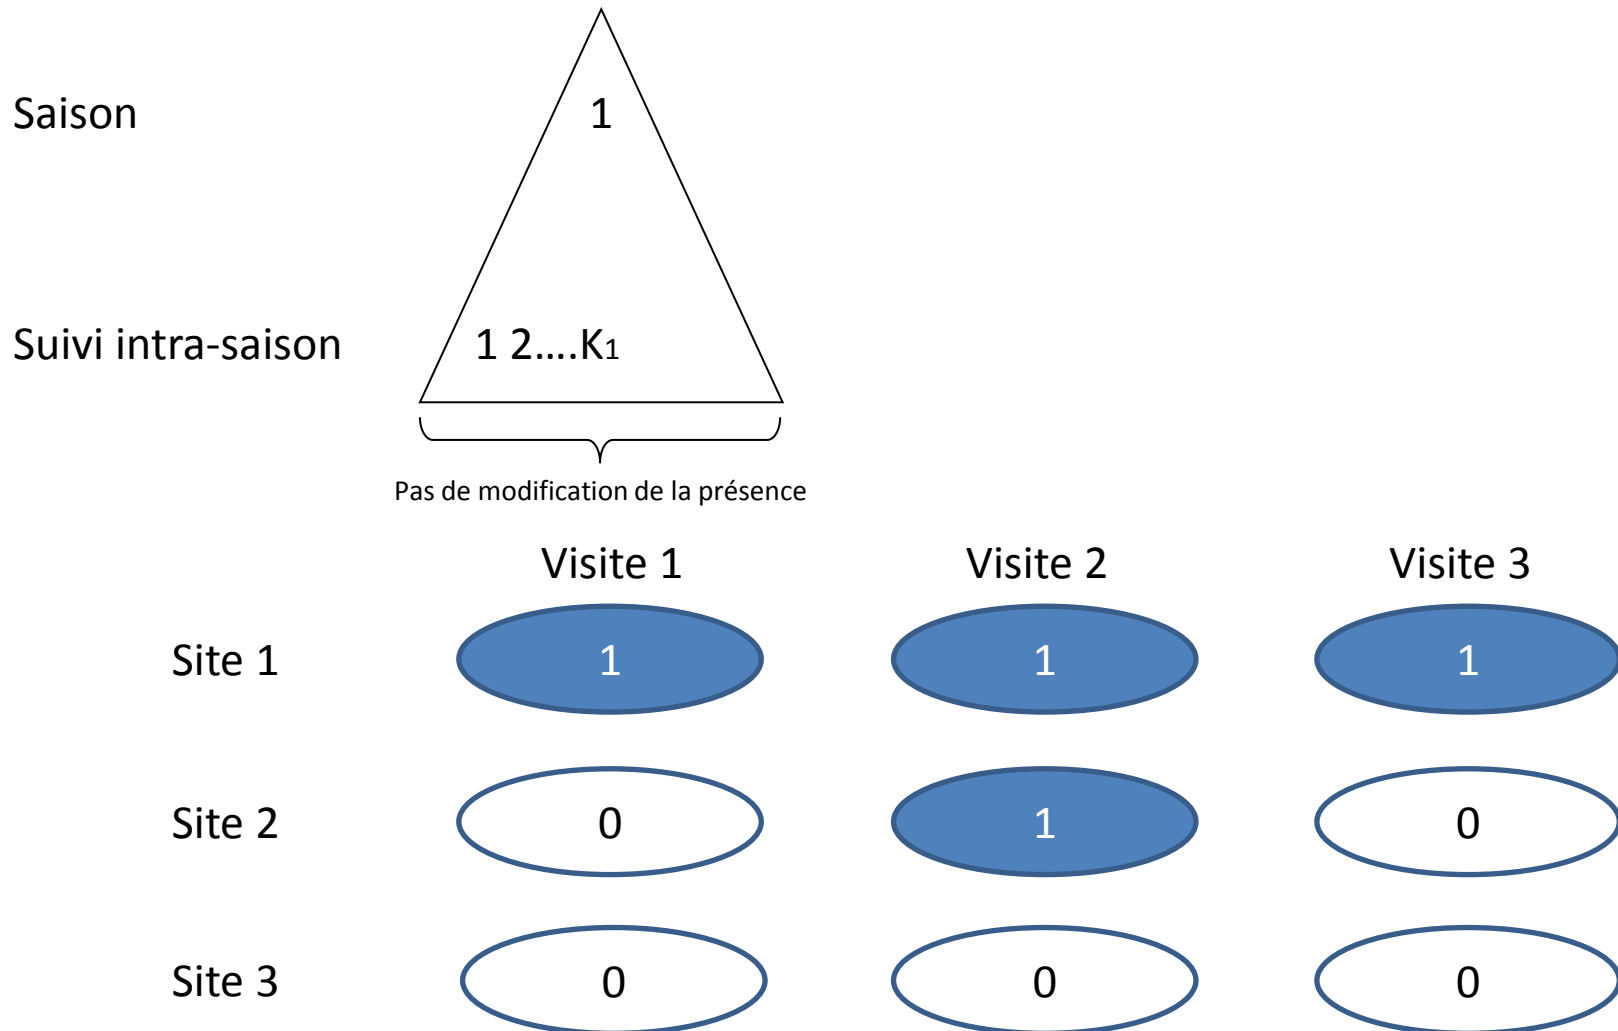 Saison 1
Suivi intra-saison 1 2....K1
Pas de modification de la présence
Visite 1 Visite 2 Visite 3
Site 1 1 1 1
Site 2 0 1 0
Site 3 0 0 0